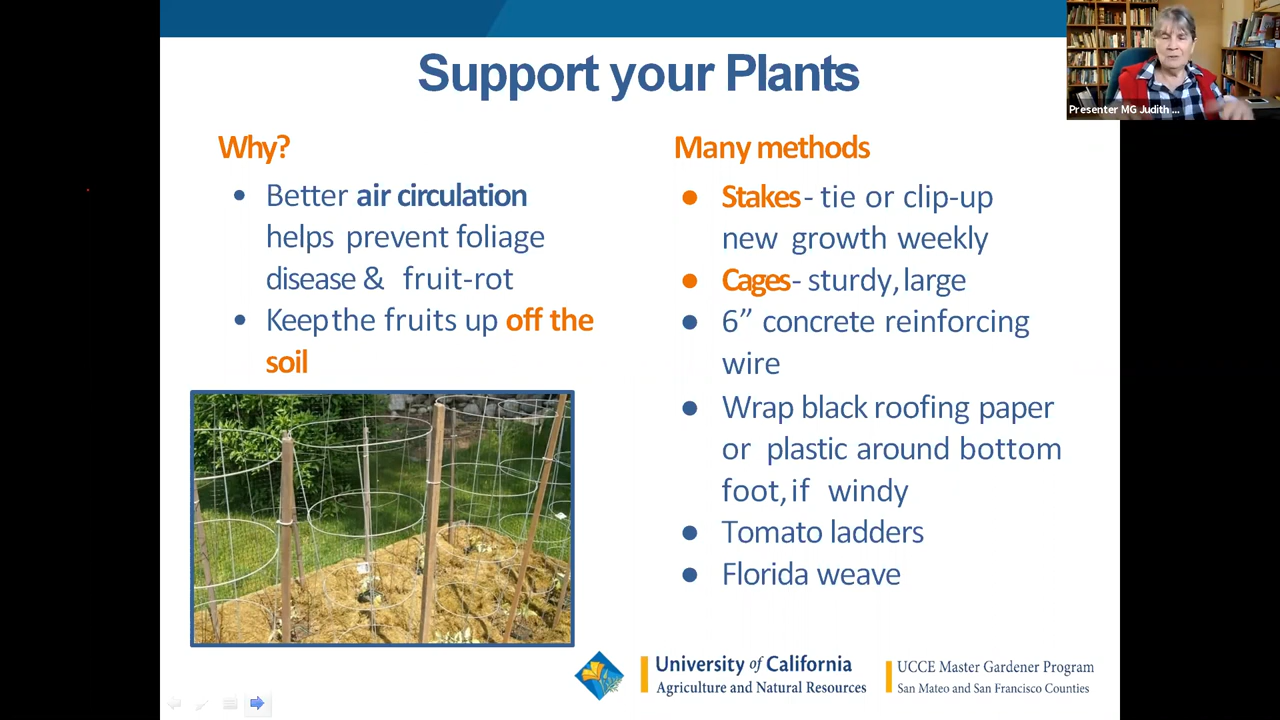 Support your Plants
Presenter MG Judith ...
Why?
• Better air circulation
helps prevent foliage
disease & fruit-rot
• Keep the fruits up off the
soil
Many methods
● Stakes - tie or clip-up
new growth weekly
● Cages - sturdy, large
● 6” concrete reinforcing
wire
● Wrap black roofing paper
or plastic around bottom
foot, if windy
● Tomato ladders
● Florida weave
University of California
Agriculture and Natural Resources
UCCE Master Gardener Program
San Mateo and San Francisco Counties